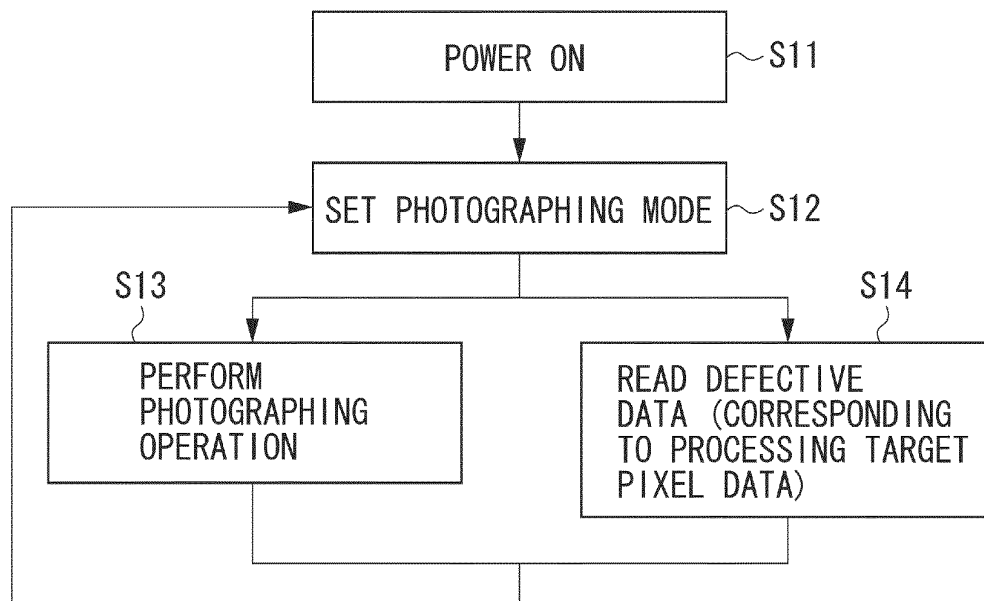 POWER ON
S11
SET PHOTOGRAPHING MODE
S12
S13
PERFORM
PHOTOGRAPHING
OPERATION
S14
READ DEFECTIVE
DATA (CORRESPONDING
TO PROCESSING TARGET
PIXEL DATA)